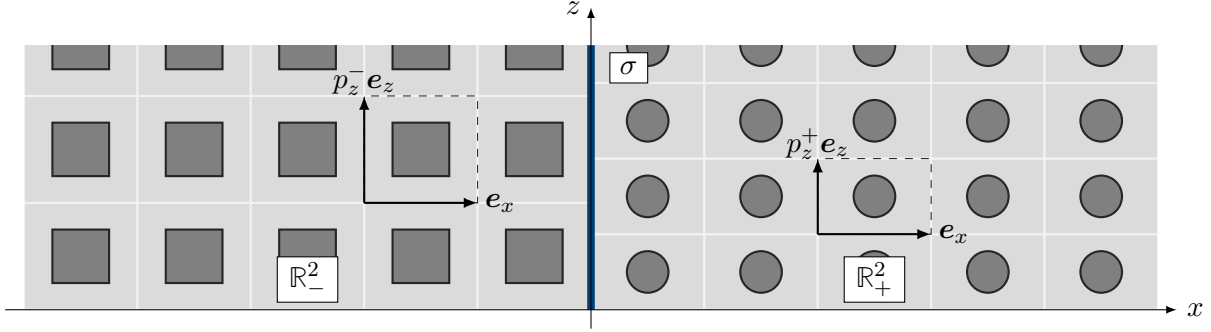 z
σ
p_z^- e_z
p_z^+ e_z
e_x
e_x
ℝ²₋
ℝ²₊
x